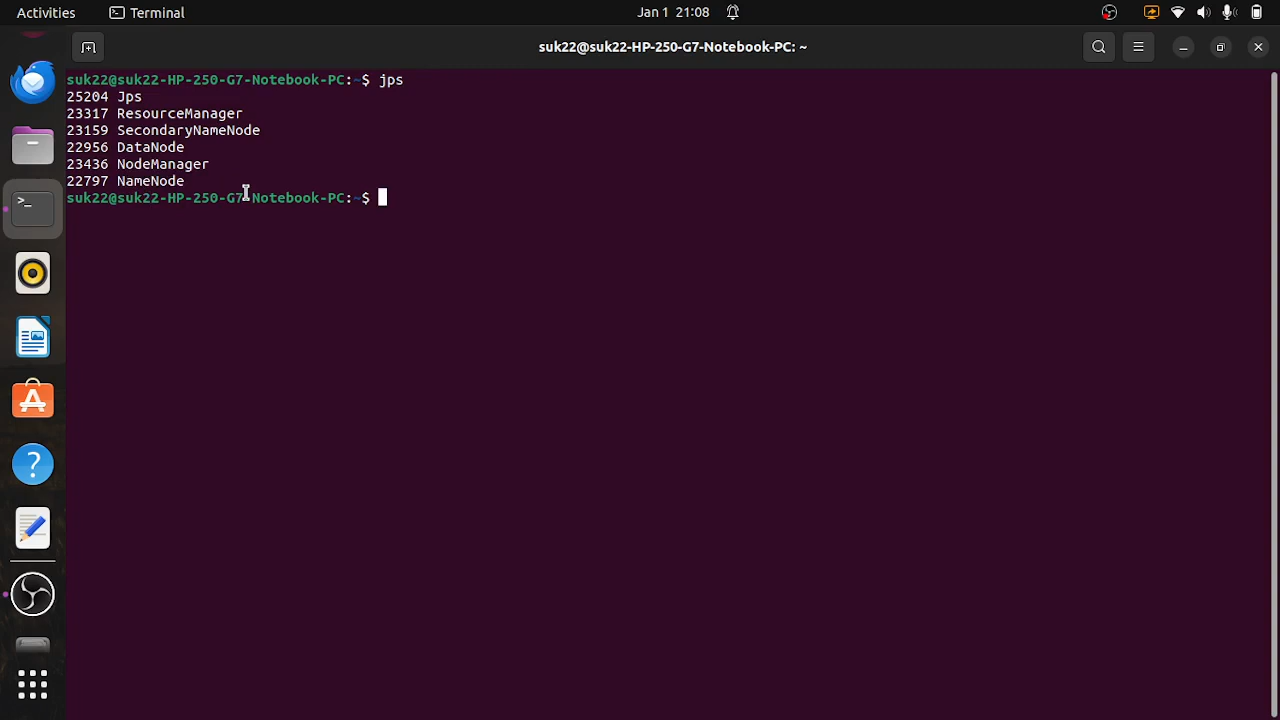 Activities
Terminal
Jan 1 21:08
suk22@suk22-HP-250-G7-Notebook-PC: ~
suk22@suk22-HP-250-G7-Notebook-PC:~$ jps
25204 Jps
23317 ResourceManager
23159 SecondaryNameNode
22956 DataNode
23436 NodeManager
22797 NameNode
suk22@suk22-HP-250-G7-Notebook-PC:~$